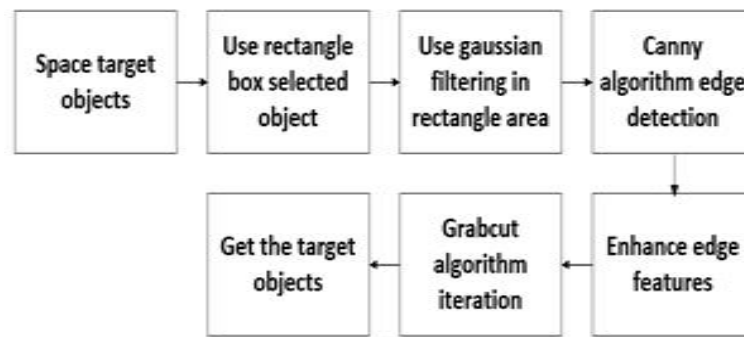 Space target
objects
Use rectangle
box selected
object
Use gaussian
filtering in
rectangle area
Canny
algorithm edge
detection
Enhance edge
features
Grabcut
algorithm
iteration
Get the target
objects